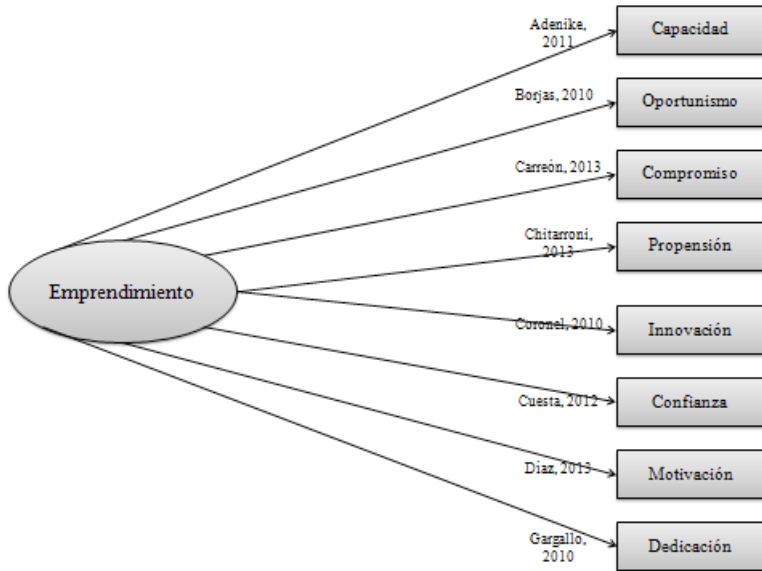 Adenike,
2011
Capacidad
Borjas, 2010
Oportunismo
Carreón, 2013
Compromiso
Chitarroni,
2013
Propensión
Emprendimiento
Coronel, 2010
Innovación
Cuesta, 2012
Confianza
Díaz, 2013
Motivación
Gargallo,
2010
Dedicación